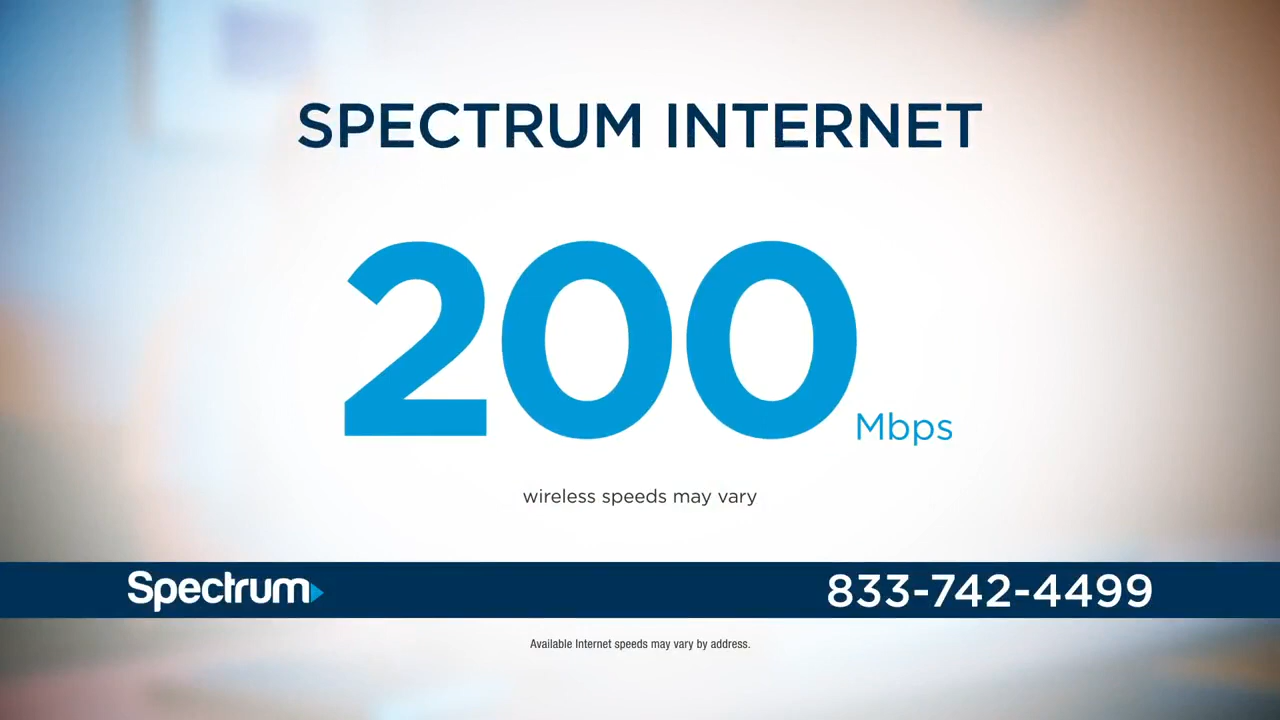 SPECTRUM INTERNET
200 Mbps
wireless speeds may vary
Spectrum 833-742-4499
Available Internet speeds may vary by address.